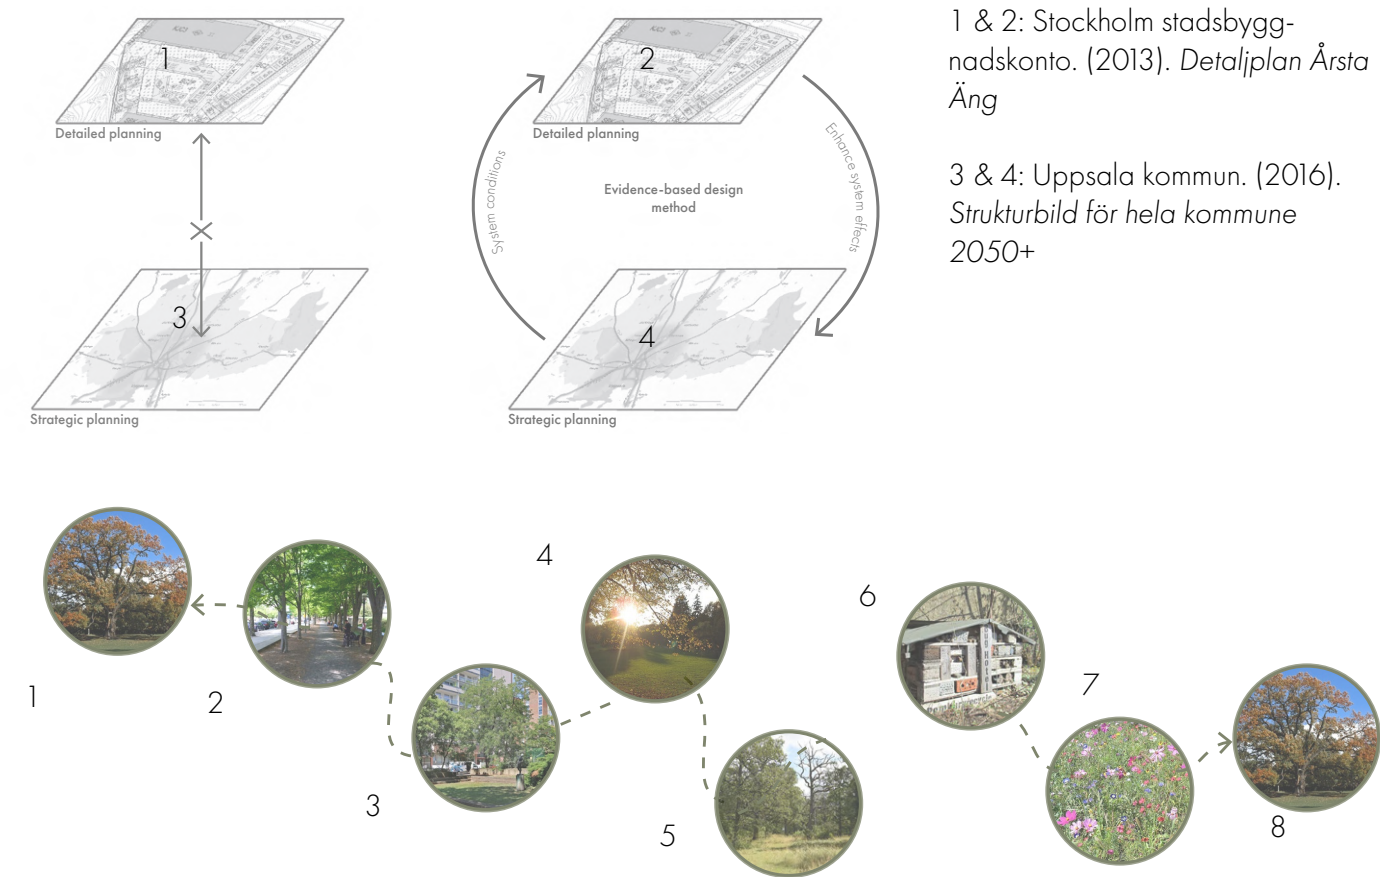 1
2
Detailed planning
Detailed planning
System conditions
Evidence-based design
method
Enhance system effects
3
4
Strategic planning
Strategic planning
1 & 2: Stockholm stadsbygg-
nadskonto. (2013). Detaljplan Årsta
Äng
3 & 4: Uppsala kommun. (2016).
Strukturbild för hela kommune
2050+
1
2
3
4
5
6
7
8